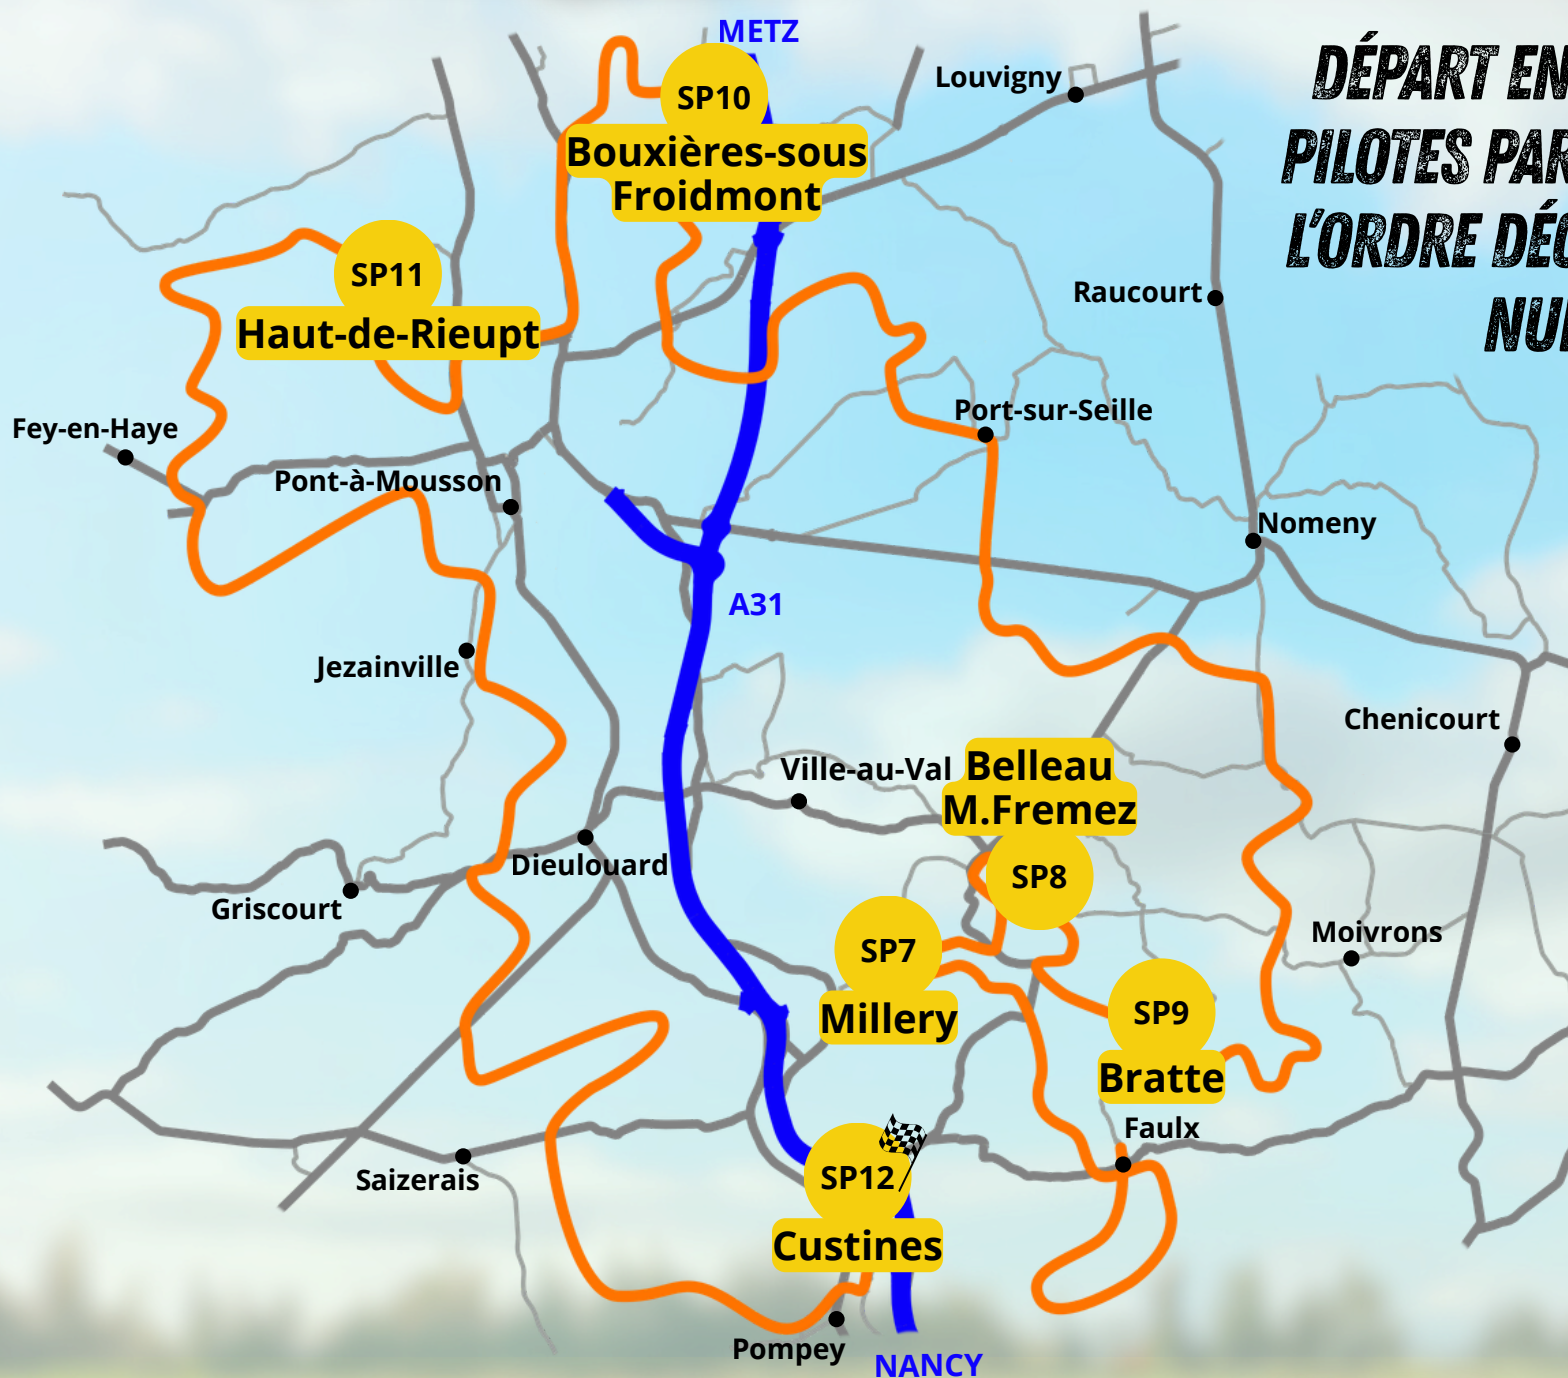 METZ
DÉPART EN
PILOTES PAR
L'ORDRE
SP10
Bouxières-sous
Froidmont
Louvigny
SP11
Haut-de-Rieupt
Raucourt
Fey-en-Haye
Port-sur-Seille
Pont-à-Mousson
Nomeny
A31
Jezainville
Chenicourt
Ville-au-Val
Belleau
M.Fremez
Dieulouard
SP8
Griscourt
SP7
Millery
Moivrons
SP9
Bratte
Faulx
Saizerais
SP12
Custines
Pompey
NANCY